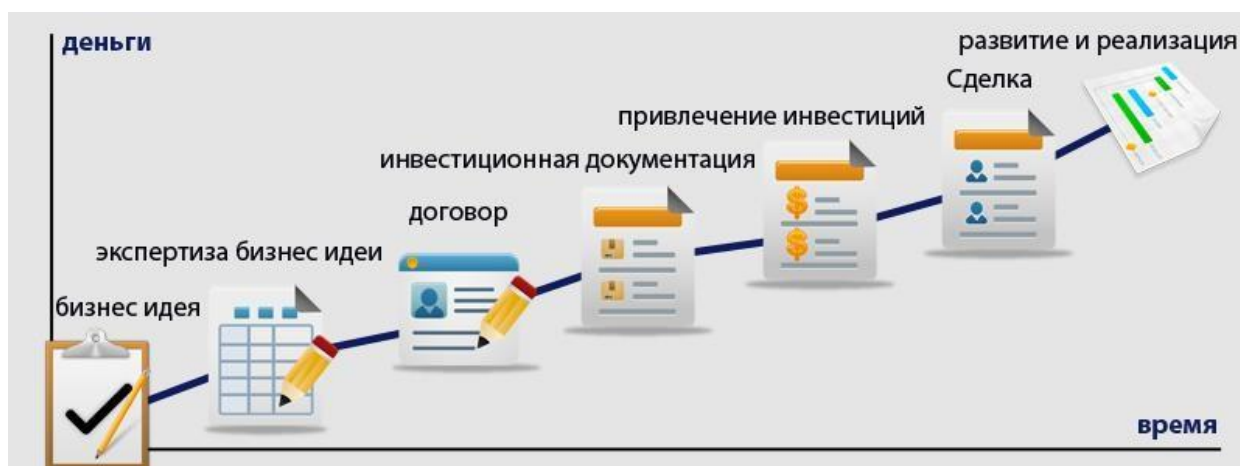 деньги
развитие и реализация
Сделка
привлечение инвестиций
инвестиционная документация
договор
экспертиза бизнес идеи
бизнес идея
время